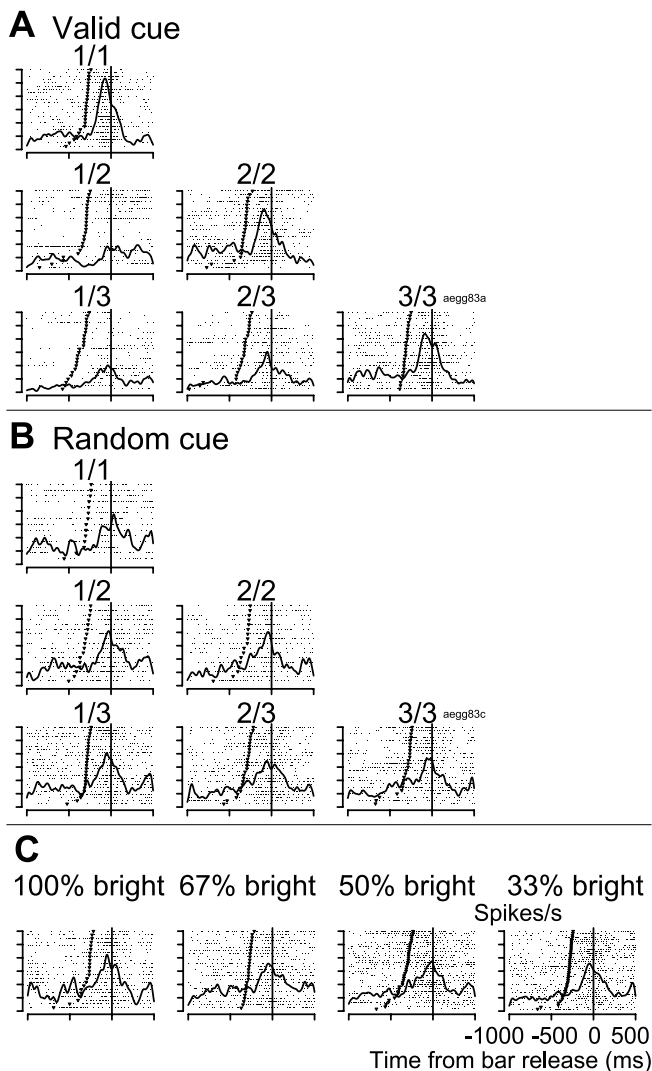 A Valid cue
1/1
1/2 2/2
1/3 2/3 3/3 aegg83a
B Random cue
1/1
1/2 2/2
1/3 2/3 3/3 aegg83c
C
100% bright 67% bright 50% bright 33% bright
Spikes/s
-1000 -500 0 500
Time from bar release (ms)